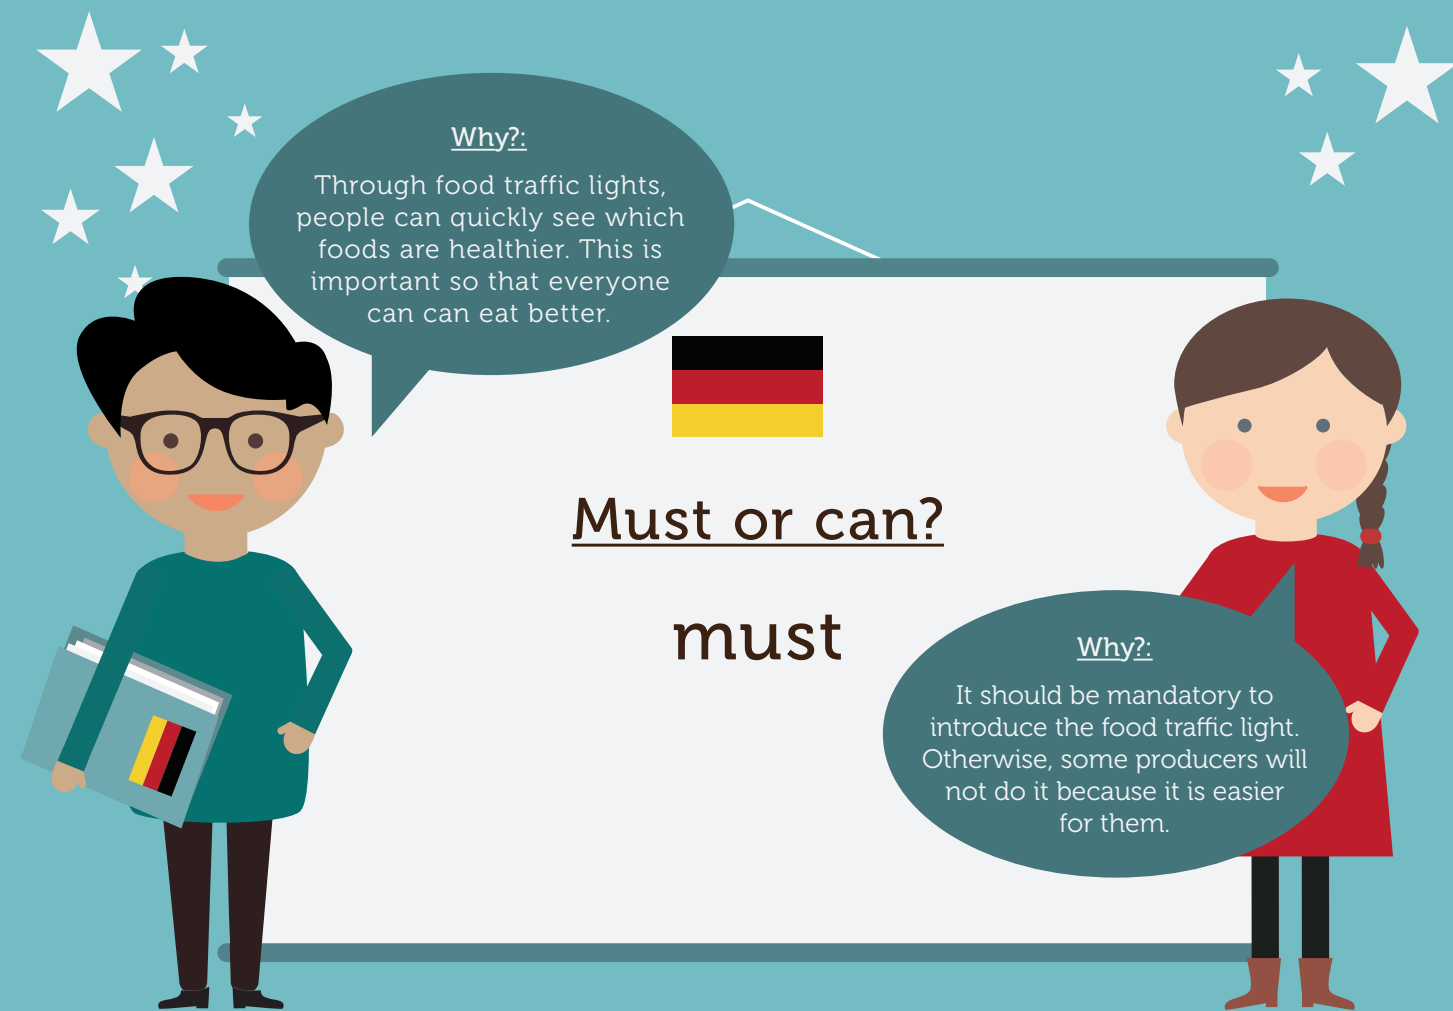 Why?:
Through food traffic lights,
people can quickly see which
foods are healthier. This is
important so that everyone
can can eat better.
Must or can?
must
Why?:
It should be mandatory to
introduce the food traffic light.
Otherwise, some producers will
not do it because it is easier
for them.